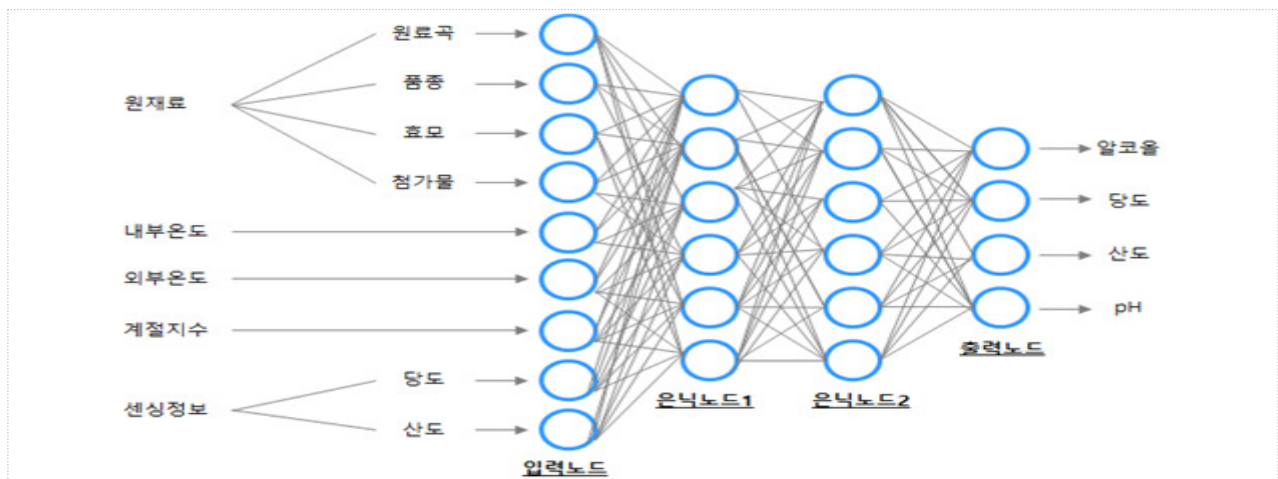 원료곡
품종
원재료
효모
첨가물
내부온도
외부온도
계절지수
당도
센싱정보
산도
입력노드
은닉노드1
은닉노드2
알코올
당도
산도
pH
출력노드